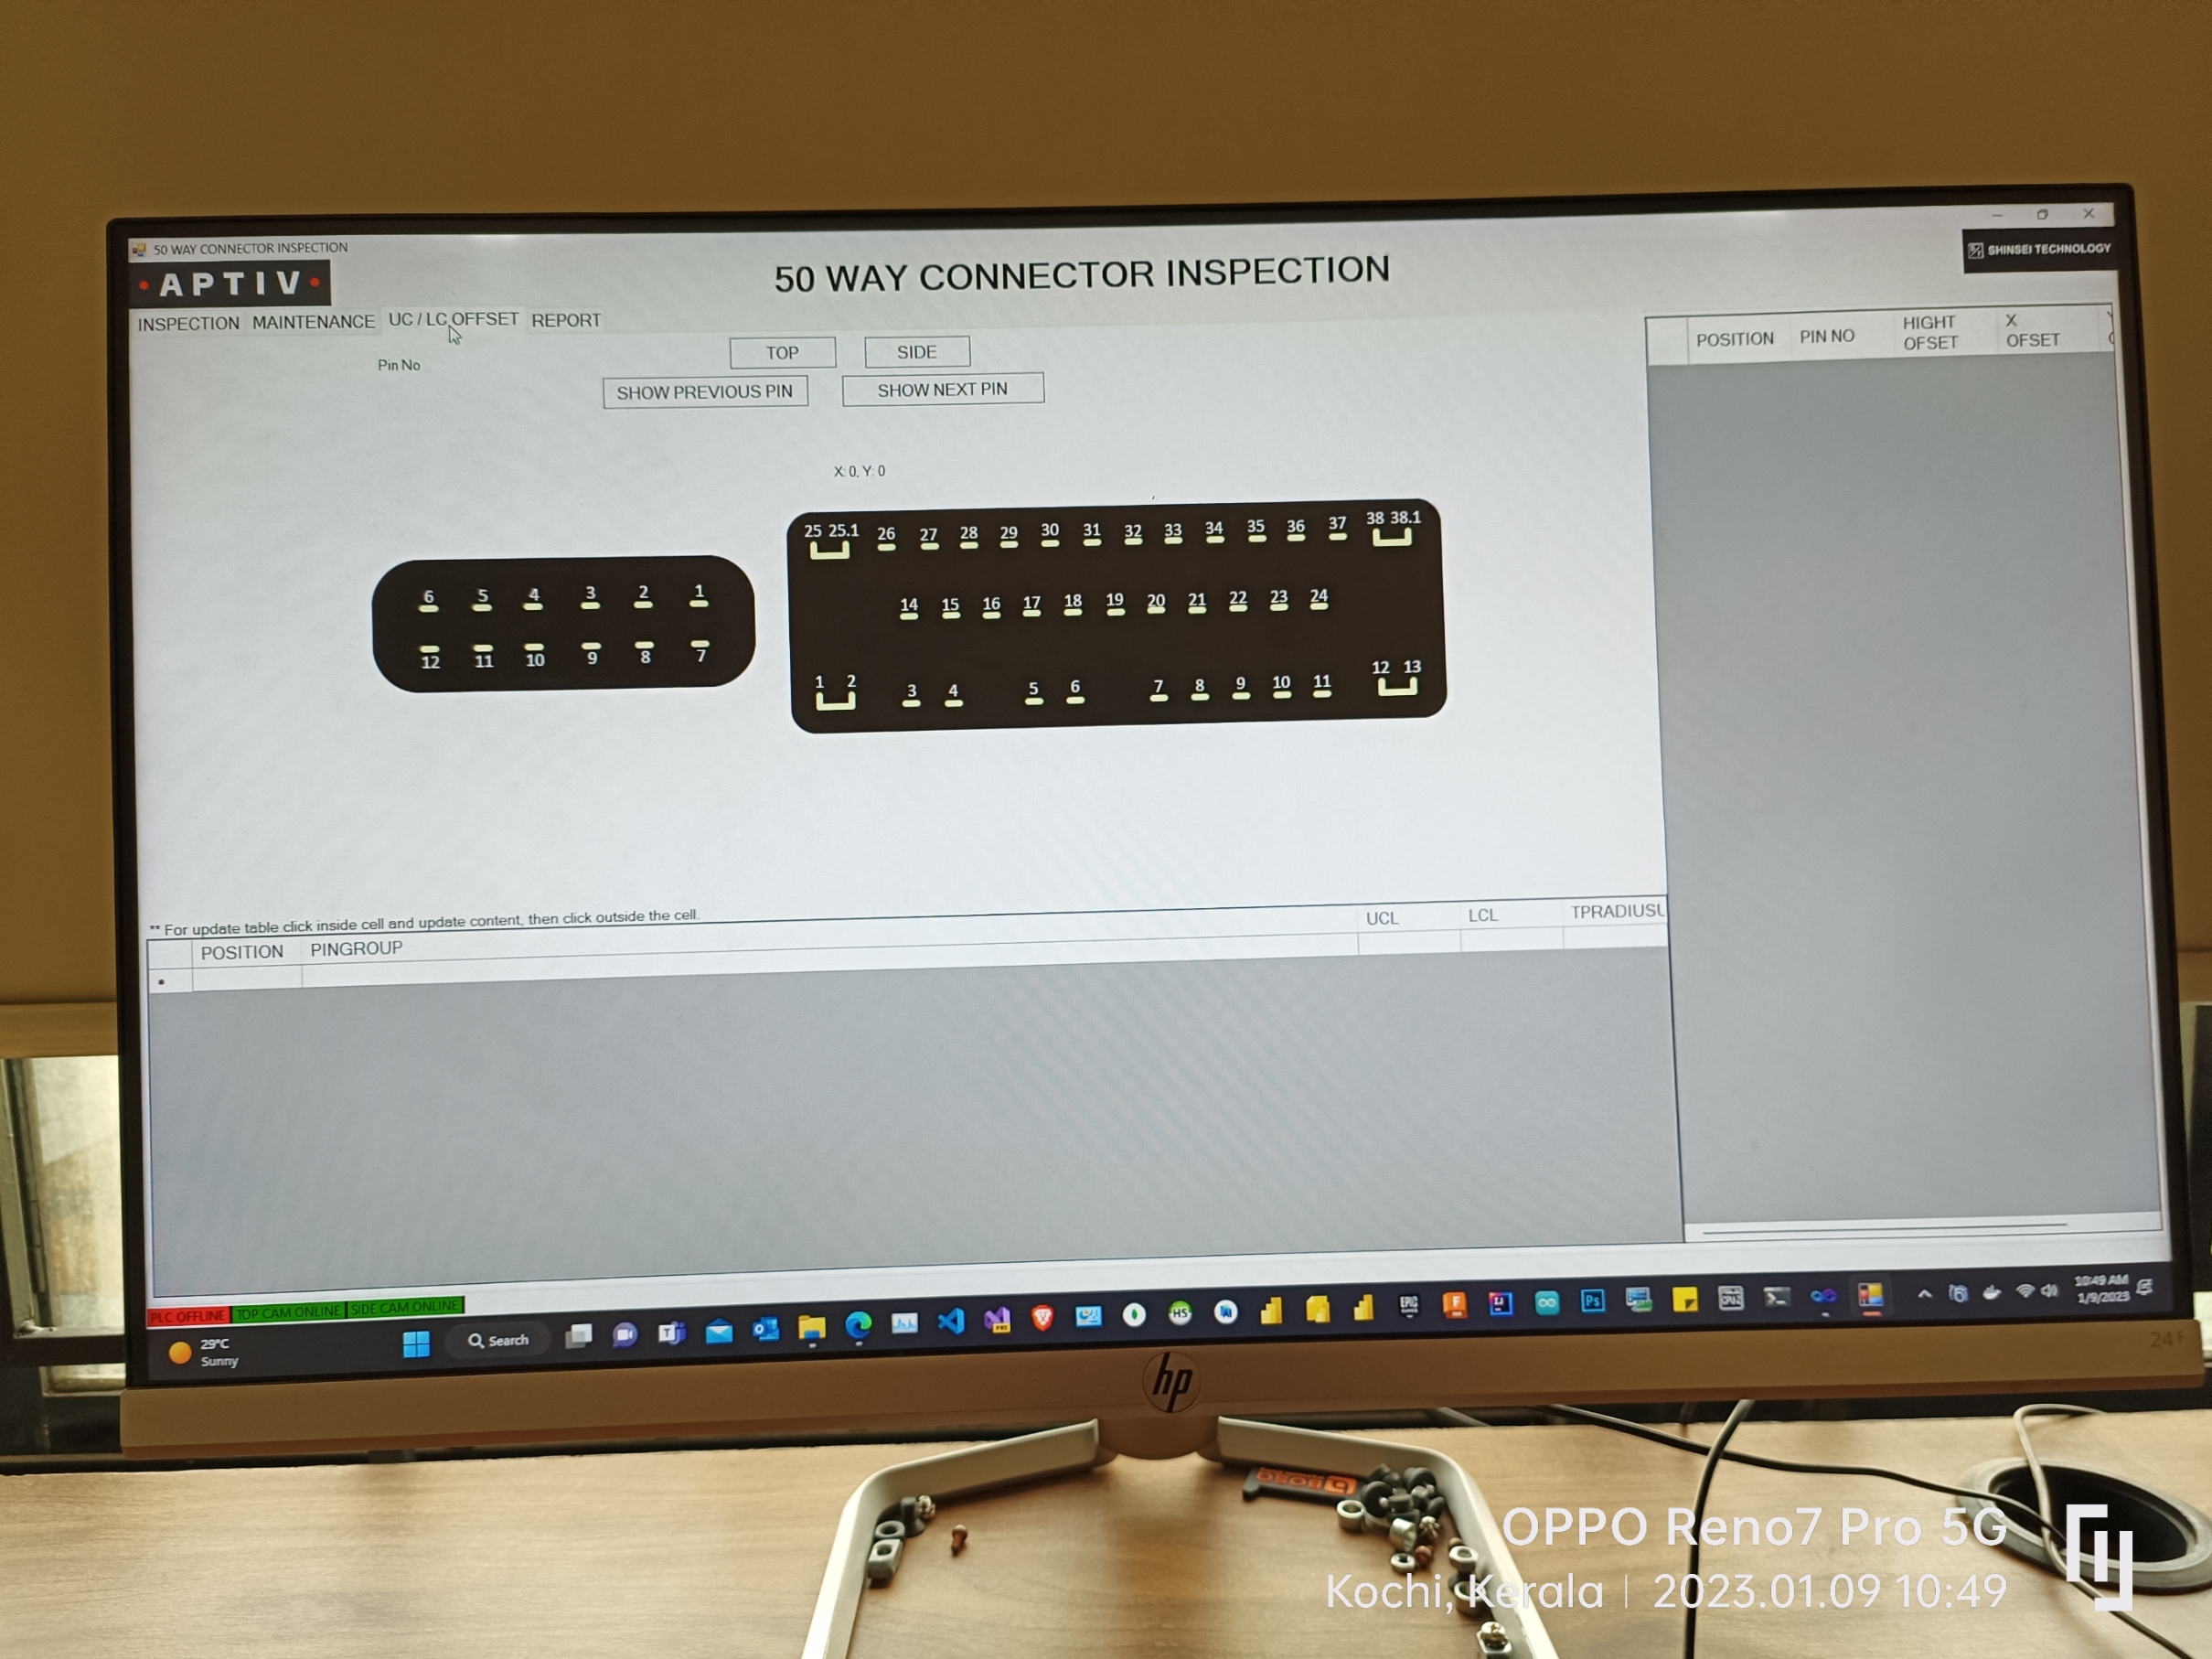 50 WAY CONNECTOR INSPECTION
APTIV
50 WAY CONNECTOR INSPECTION
SHINSEI TECHNOLOGY
INSPECTION MAINTENANCE UC / LC OFFSET REPORT
Pin No
TOP SIDE
SHOW PREVIOUS PIN SHOW NEXT PIN
X: 0, Y: 0
POSITION PIN NO HIGHT OFSET X OFSET
6 5 4 3 2 1
12 11 10 9 8 7
25 25.1 26 27 28 29 30 31 32 33 34 35 36 37 38 38.1
14 15 16 17 18 19 20 21 22 23 24
1 2 3 4 5 6 7 8 9 10 11 12 13
** For update table click inside cell and update content, then click outside the cell.
POSITION PINGROUP UCL LCL TPRADIUSU
PLC OFFLINE TOP CAM ONLINE SIDE CAM ONLINE
29°C
Sunny
Search
HS
EPIC
Ps
10:49 AM
1/9/2023
hp
24f
OPPO Reno7 Pro 5G
Kochi, Kerala | 2023.01.09 10:49